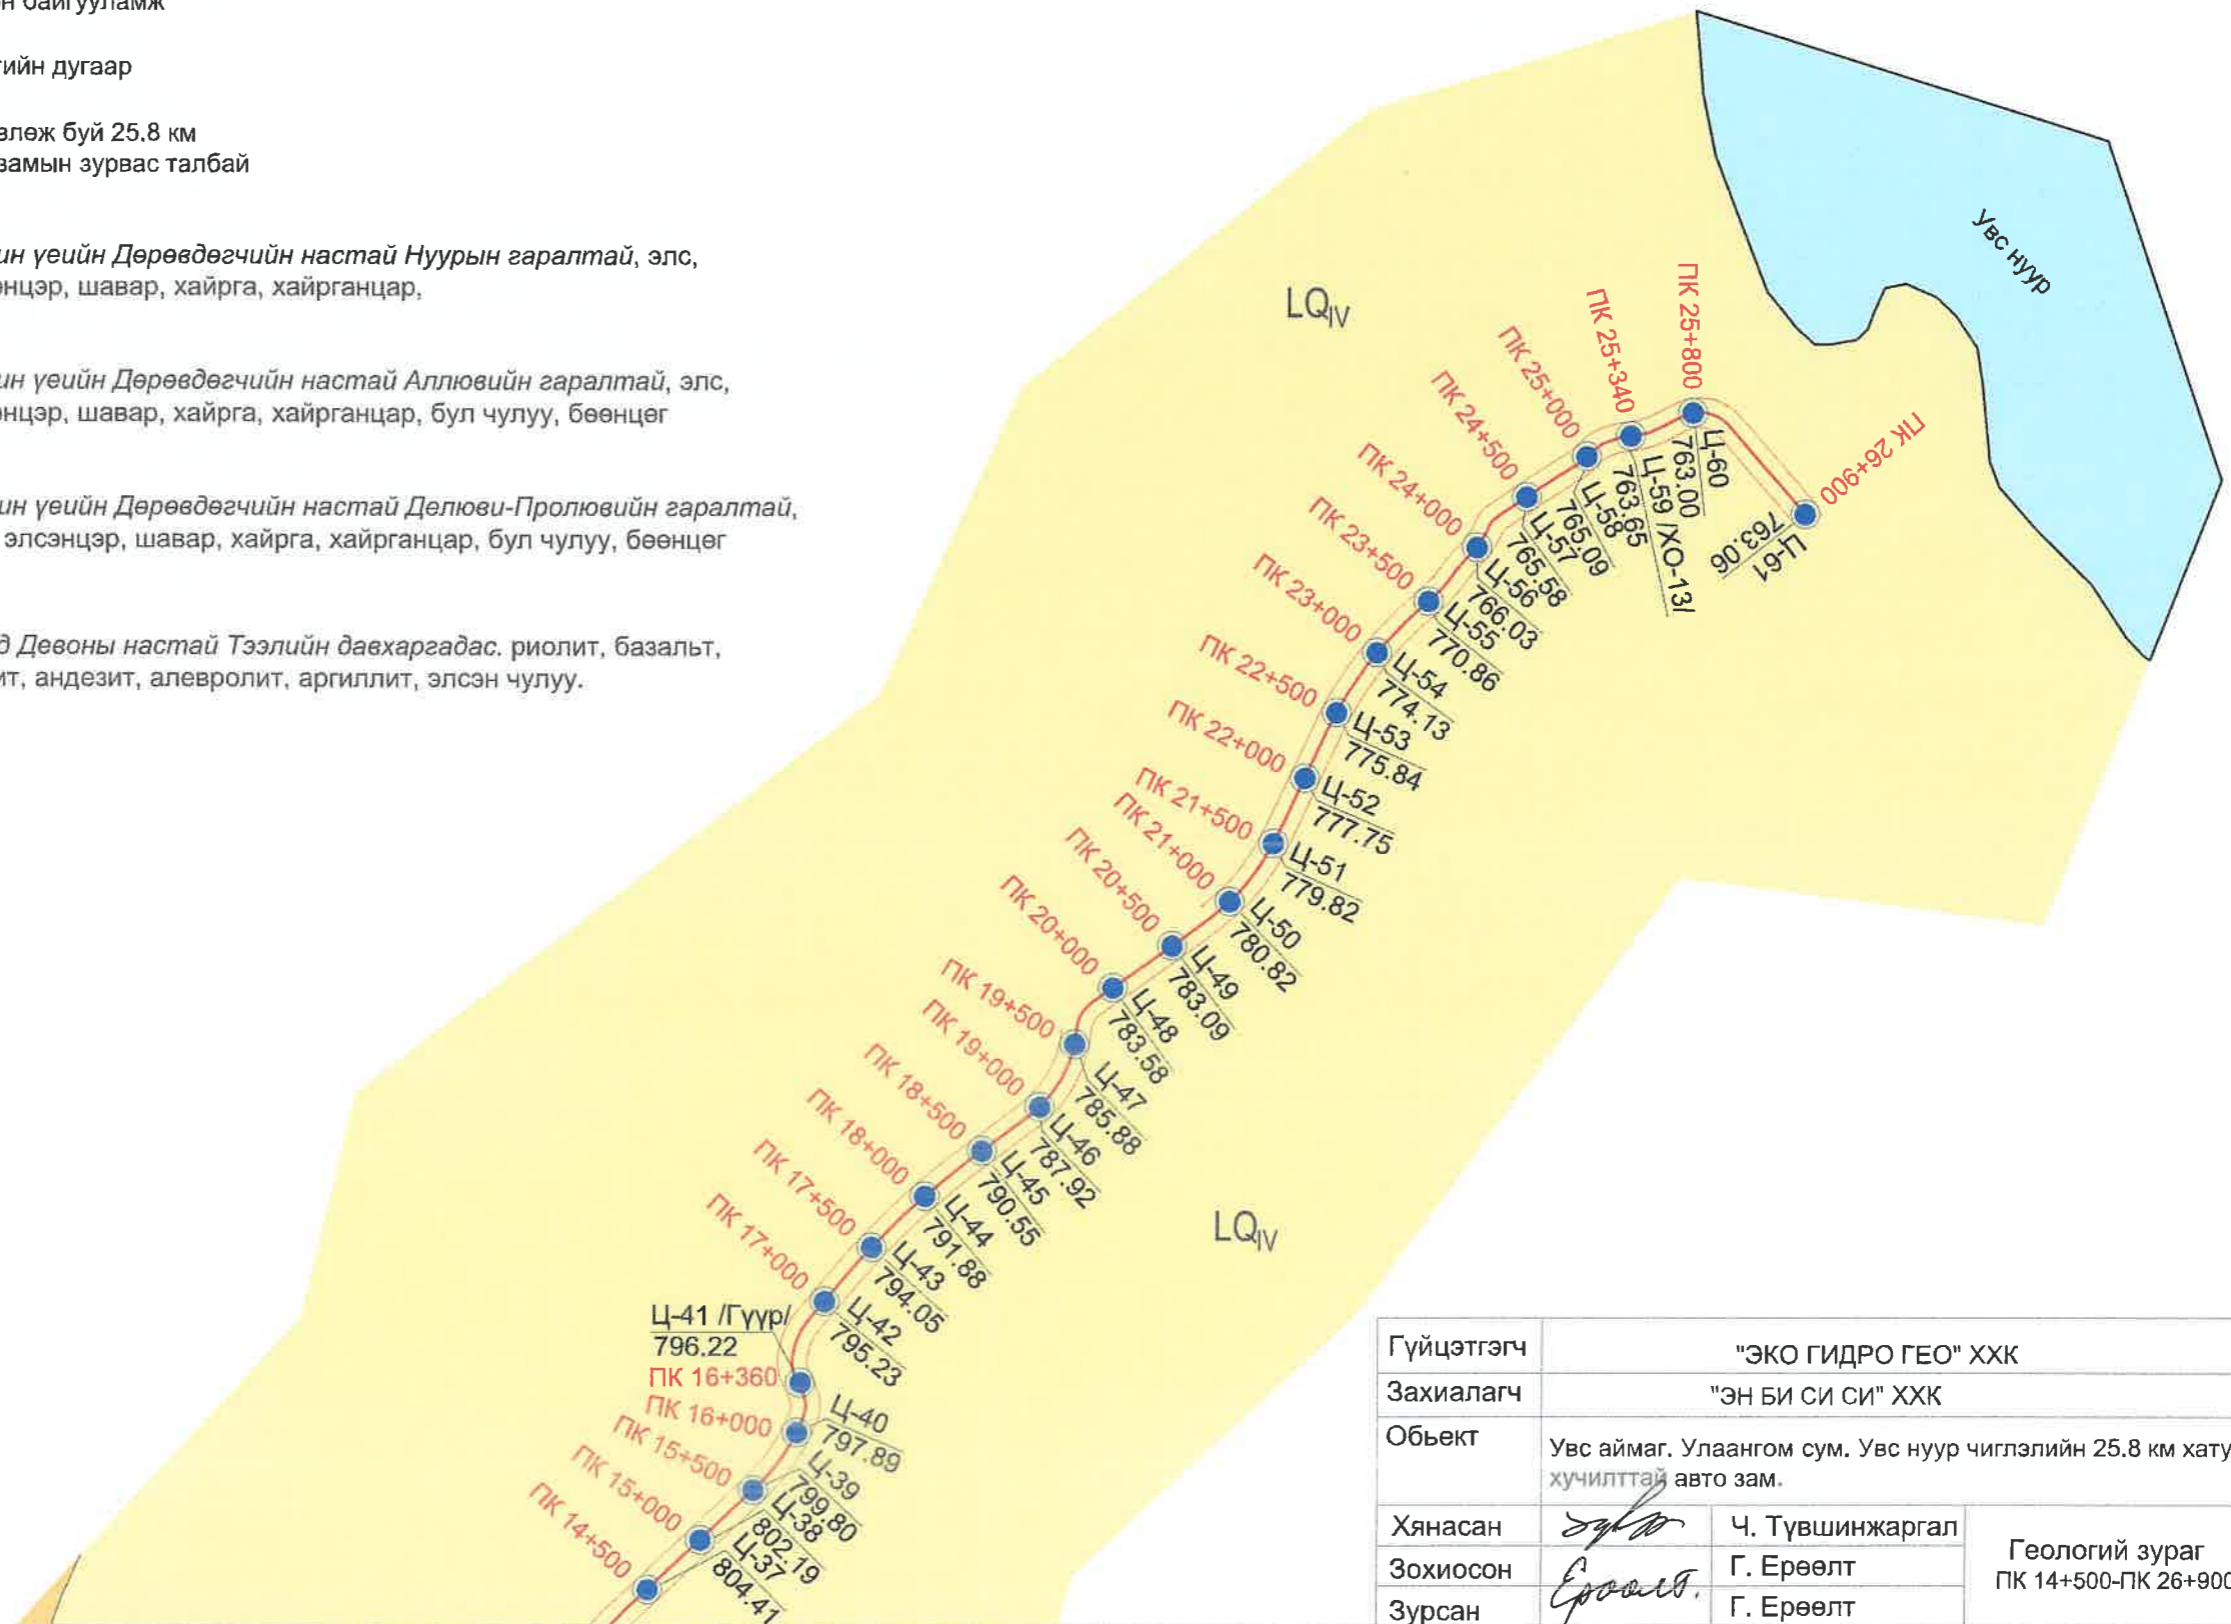 н байгууламж
гийн дугаар
влөж буй 25.8 км
замын зурвас талбай
ин үеийн Дөрөвдөгчийн настай Нуурын гаралтай, элс,
энцэр, шавар, хайрга, хайрганцар,
ин үеийн Дөрөвдөгчийн настай Аллювийн гаралтай, элс,
энцэр, шавар, хайрга, хайрганцар, бул чулуу, бөөнцөг
ин үеийн Дөрөвдөгчийн настай Делюви-Пролювийн гаралтай,
элсэнцэр, шавар, хайрга, хайрганцар, бул чулуу, бөөнцөг
д Девоны настай Тээлийн давхаргадас. риолит, базальт,
ит, андезит, алевролит, аргиллит, элсэн чулуу.
Увс нуур
LQIV
ПК 26+900
Ц-61
763.06
ПК 25+800
Ц-60
763.00
ПК 25+340
Ц-59 /ХО-13/
763.65
ПК 25+000
Ц-58
765.09
ПК 24+500
Ц-57
765.58
ПК 24+000
Ц-56
766.03
ПК 23+500
Ц-55
770.86
ПК 23+000
Ц-54
774.13
ПК 22+500
Ц-53
775.84
ПК 22+000
Ц-52
777.75
ПК 21+500
Ц-51
779.82
ПК 21+000
Ц-50
780.82
ПК 20+500
Ц-49
783.09
ПК 20+000
Ц-48
783.58
ПК 19+500
Ц-47
785.88
ПК 19+000
Ц-46
787.92
ПК 18+500
Ц-45
790.55
ПК 18+000
Ц-44
791.88
ПК 17+500
Ц-43
794.05
ПК 17+000
Ц-42
795.23
LQIV
Ц-41 /Гүүр/
796.22
ПК 16+360
ПК 16+000
Ц-40
797.89
ПК 15+500
Ц-39
799.80
ПК 15+000
Ц-38
802.19
ПК 14+500
Ц-37
804.41
Гүйцэтгэгч "ЭКО ГИДРО ГЕО" ХХК
Захиалагч "ЭН БИ СИ СИ" ХХК
Обьект Увс аймаг. Улаангом сум. Увс нуур чиглэлийн 25.8 км хату
хучилттай авто зам.
Хянасан Ч. Түвшинжаргал
Зохиосон Г. Ерөөлт
Зурсан Г. Ерөөлт
Геологий зураг
ПК 14+500-ПК 26+900